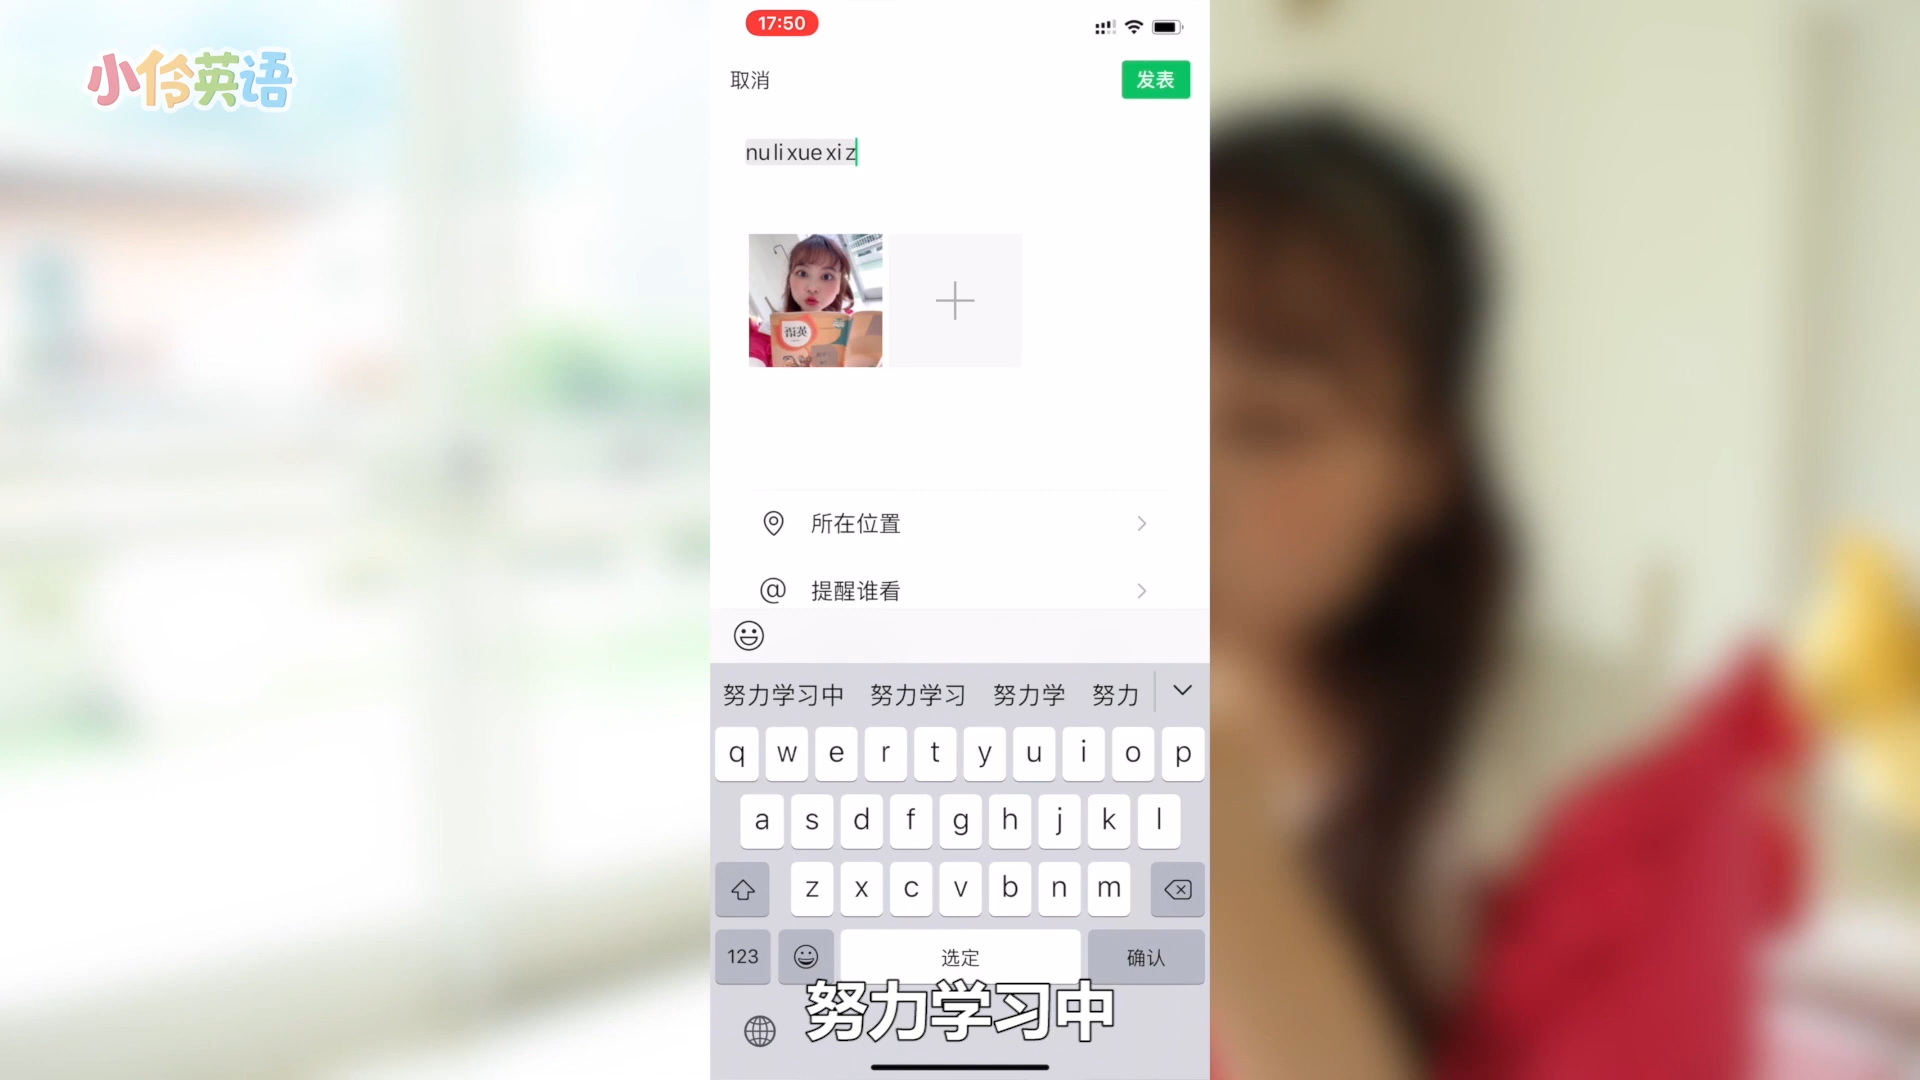 小伶英语
17:50
取消
发表
nu li xue xi z
英语
所在位置
@ 提醒谁看
努力学习中 努力学习 努力学 努力
q w e r t y u i o p
a s d f g h j k l
z x c v b n m
123 选定 确认
努力学习中